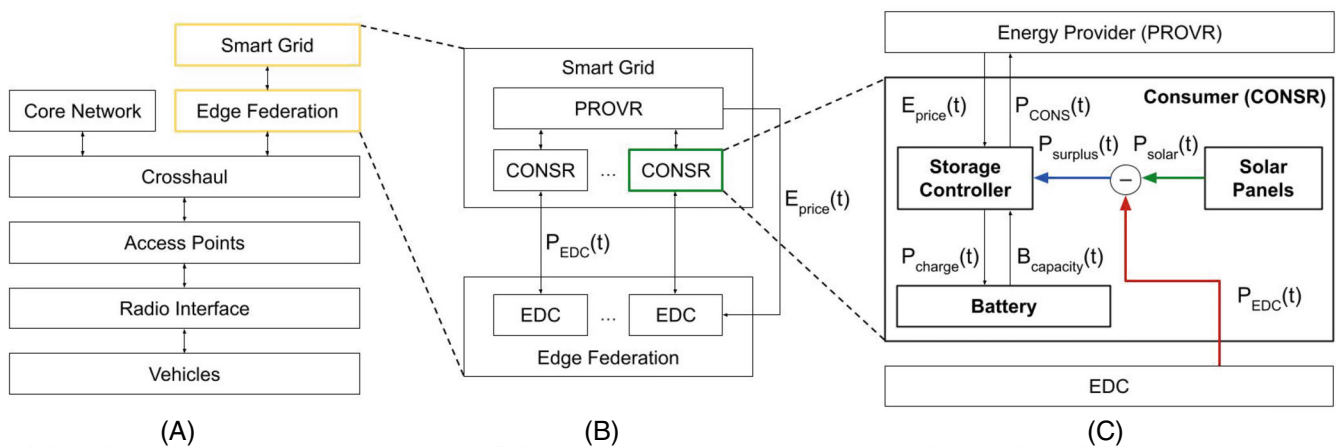 Smart Grid
Core Network
Edge Federation
Crosshaul
Access Points
Radio Interface
Vehicles
(A)
Smart Grid
PROVR
CONSR
...
CONSR
E_price(t)
P_EDC(t)
EDC
...
EDC
Edge Federation
(B)
Energy Provider (PROVR)
Consumer (CONSR)
E_price(t)
P_CONS(t)
P_surplus(t)
P_solar(t)
Storage
Controller
−
Solar
Panels
P_charge(t)
B_capacity(t)
P_EDC(t)
Battery
EDC
(C)